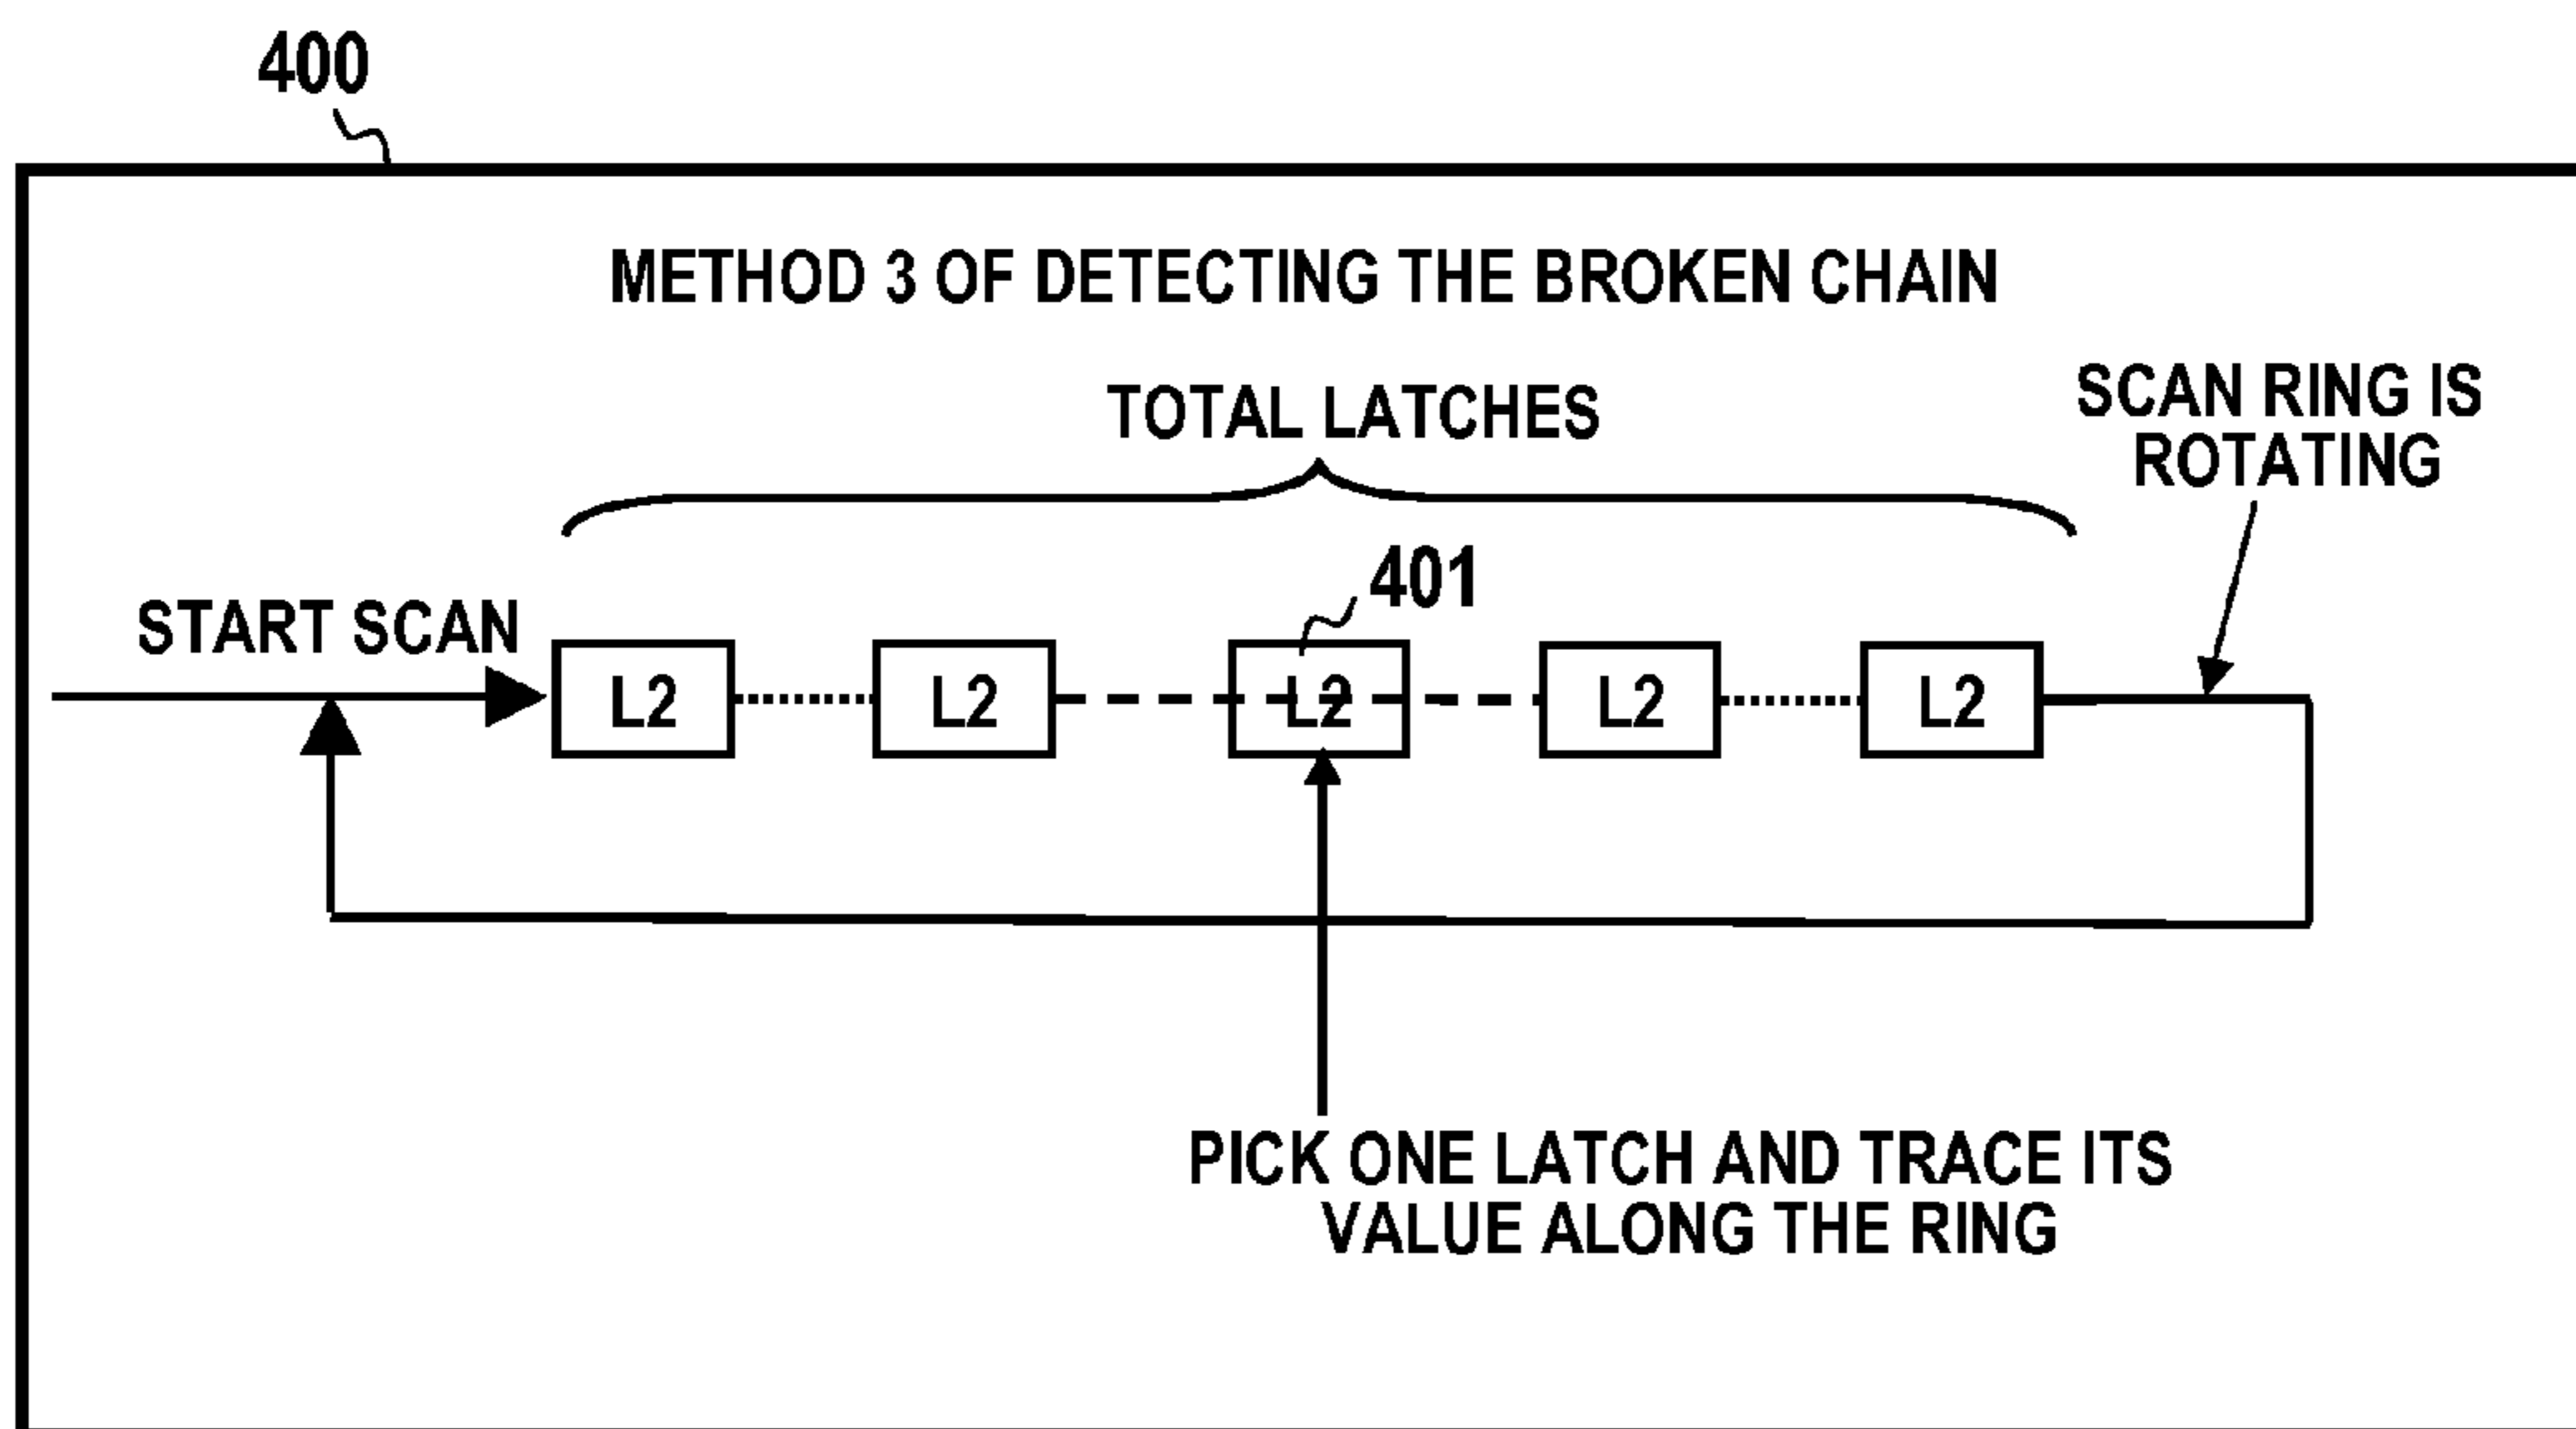 400
METHOD 3 OF DETECTING THE BROKEN CHAIN
TOTAL LATCHES
SCAN RING IS
ROTATING
401
START SCAN
L2
L2
L2
L2
L2
PICK ONE LATCH AND TRACE ITS
VALUE ALONG THE RING